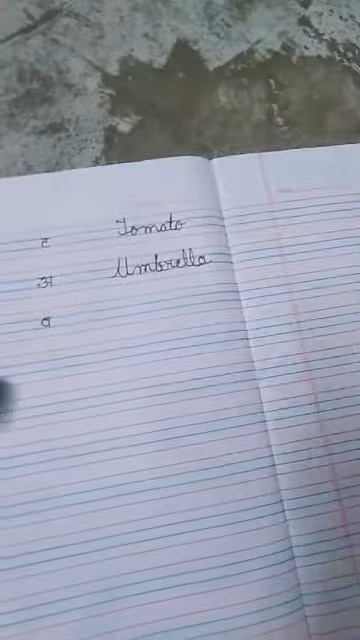 ट Tomato
अ Umbrella
व